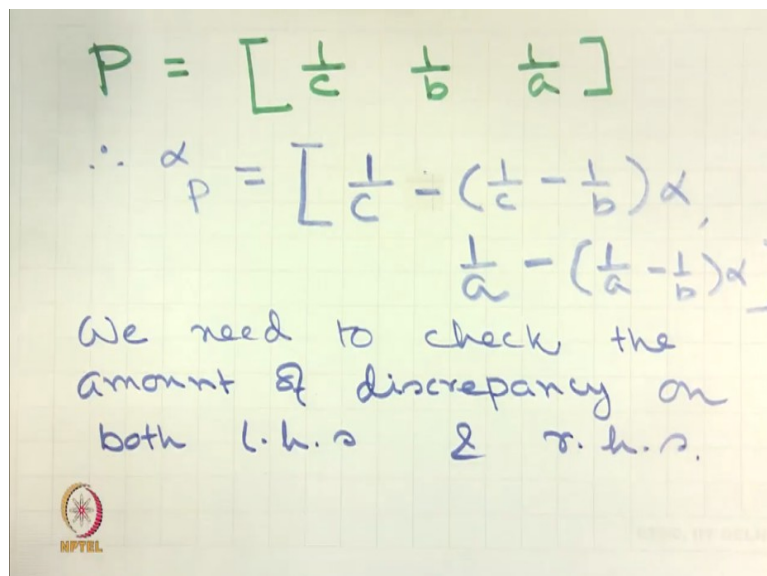 P = [ 1/c 1/b 1/a ]
∴ αP = [ 1/c - (1/c - 1/b)α,
1/a - (1/a - 1/b)α ]
We need to check the
amount of discrepancy on
both l.h.s & r.h.s.
NPTEL